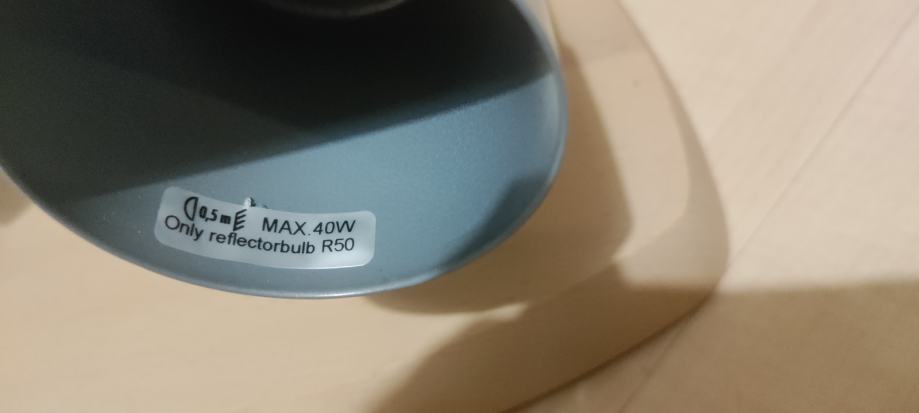 0,5m MAX.40W
Only reflectorbulb R50